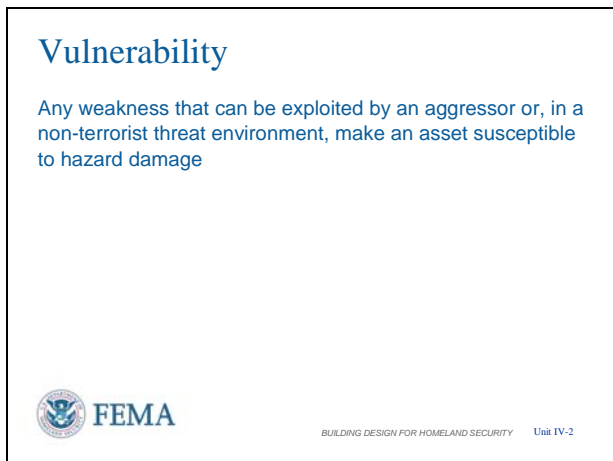 Vulnerability
Any weakness that can be exploited by an aggressor or, in a
non-terrorist threat environment, make an asset susceptible
to hazard damage
FEMA
BUILDING DESIGN FOR HOMELAND SECURITY Unit IV-2